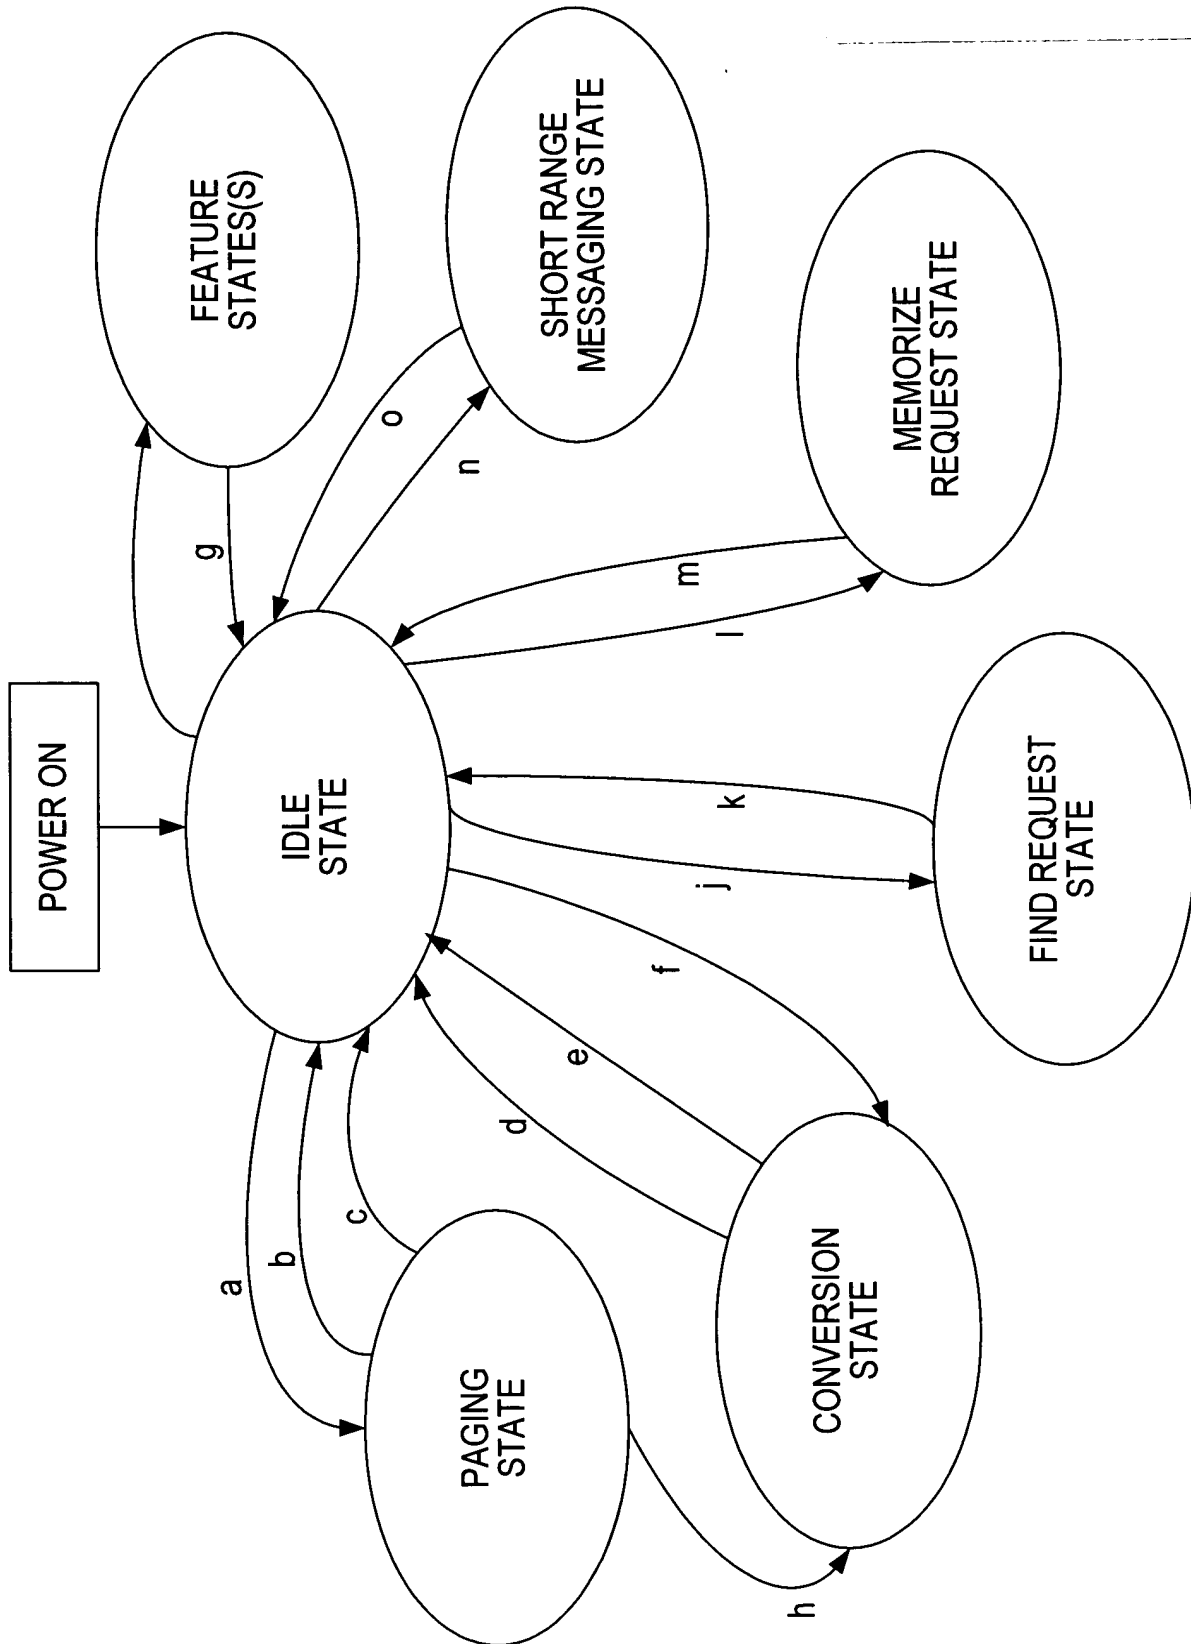 POWER ON
IDLE
STATE
FEATURE
STATES(S)
SHORT RANGE
MESSAGING STATE
MEMORIZE
REQUEST STATE
FIND REQUEST
STATE
CONVERSION
STATE
PAGING
STATE
a
b
c
d
e
f
g
h
j
k
l
m
n
o